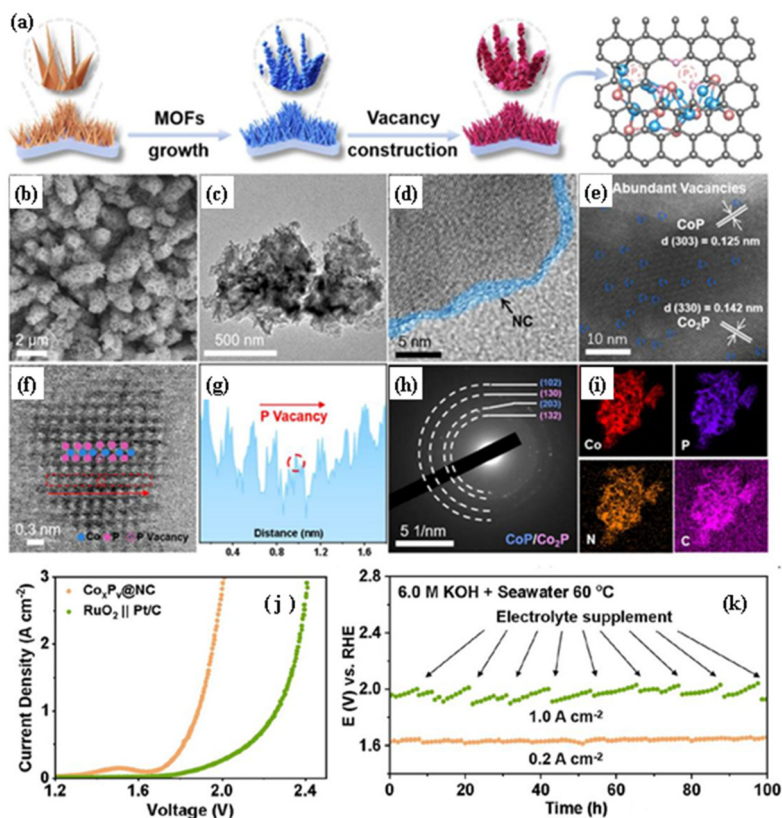 (a)
MOFs
growth
Vacancy
construction
P
P
(b)
2 μm
(c)
500 nm
(d)
NC
5 nm
(e)
Abundant Vacancies
CoP
d (303) = 0.125 nm
d (330) = 0.142 nm
Co₂P
10 nm
(f)
0.3 nm
Co P P Vacancy
(g)
P Vacancy
0.4 0.8 1.2 1.6
Distance (nm)
(h)
(102)
(130)
(203)
(132)
5 1/nm
CoP/Co₂P
(i)
Co
P
N
C
(j)
CoₓPᵥ@NC
RuO₂ || Pt/C
Current Density (A cm⁻²)
3
2
1
0
1.2 1.6 2.0 2.4
Voltage (V)
(k)
6.0 M KOH + Seawater 60 °C
Electrolyte supplement
1.0 A cm⁻²
0.2 A cm⁻²
E (V) vs. RHE
2.8
2.4
2.0
1.6
0 20 40 60 80 100
Time (h)